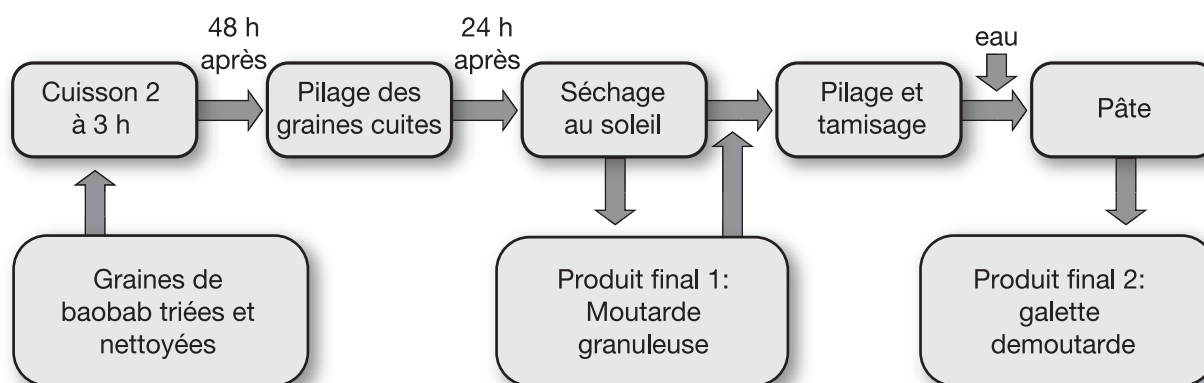 48 h
après
24 h
après
eau
Cuisson 2
à 3 h
Pilage des
graines cuites
Séchage
au soleil
Pilage et
tamisage
Pâte
Graines de
baobab triées et
nettoyées
Produit final 1:
Moutarde
granuleuse
Produit final 2:
galette
demoutarde